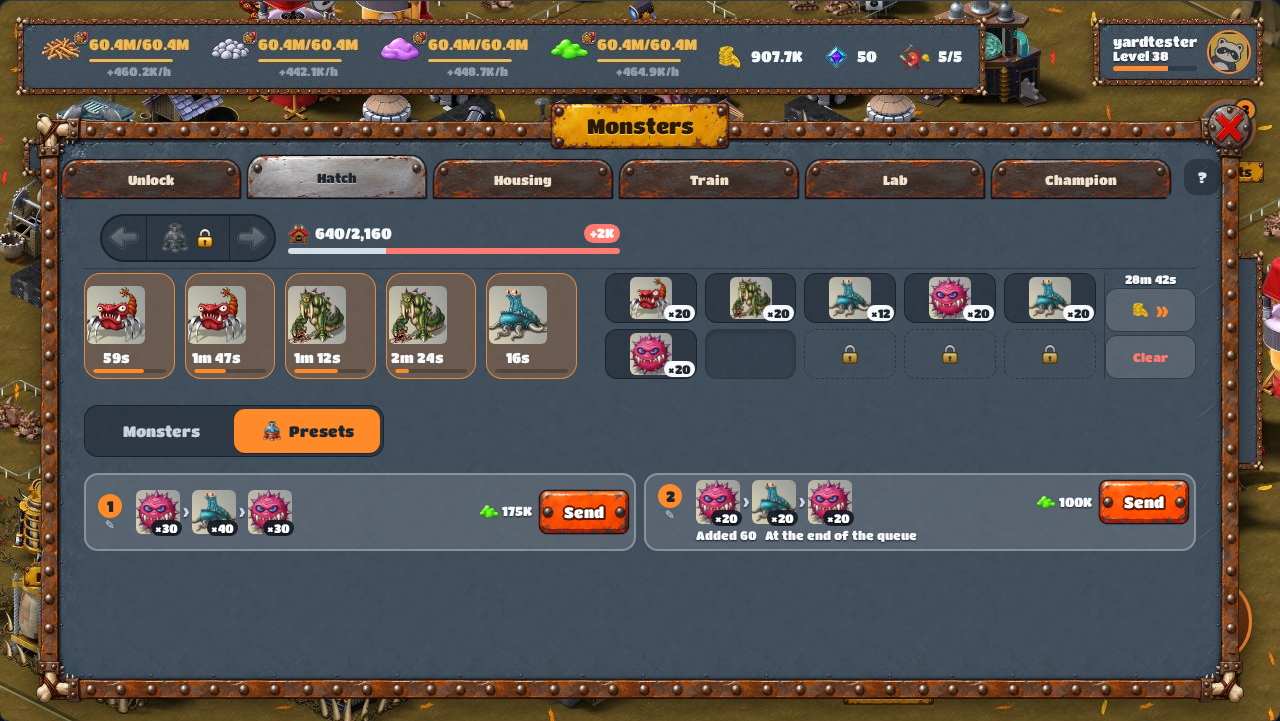 60.4M/60.4M
+460.2K/h
60.4M/60.4M
+442.1K/h
60.4M/60.4M
+448.7K/h
60.4M/60.4M
+464.9K/h
907.7K
50
5/5
yardtester
Level 38
Monsters
Unlock
Hatch
Housing
Train
Lab
Champion
?
640/2,160
+2K
59s
1m 47s
1m 12s
2m 24s
16s
×20
×20
×12
×20
×20
×20
28m 42s
Clear
Monsters
Presets
1
×30
×40
×30
175K
Send
2
×20
×20
×20
100K
Send
Added 60 At the end of the queue